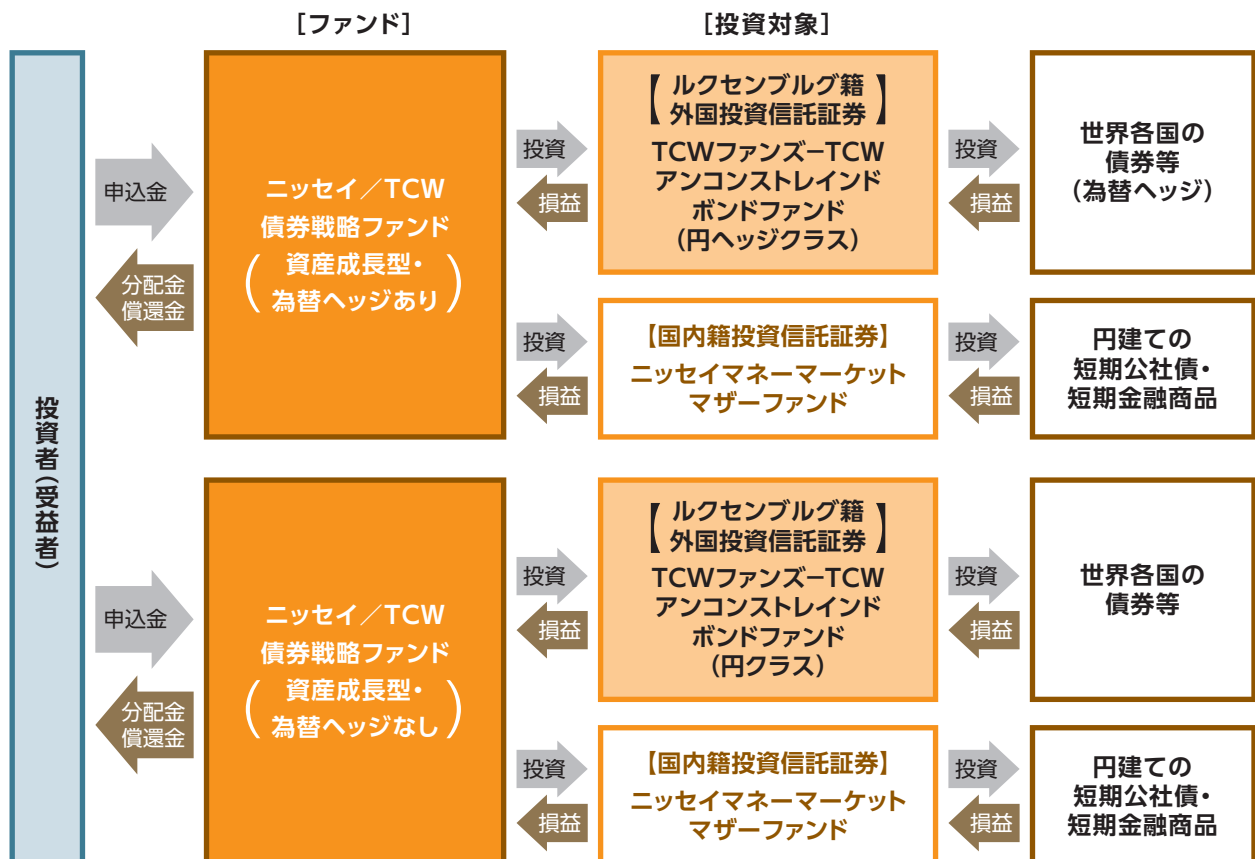 ［ファンド］
［投資対象］
投資者（受益者）
申込金
分配金
償還金
ニッセイ／TCW
債券戦略ファンド
（資産成長型・
為替ヘッジあり）
投資
損益
【ルクセンブルグ籍
外国投資信託証券】
TCWファンズーTCW
アンコンストレインド
ボンドファンド
（円ヘッジクラス）
投資
損益
世界各国の
債券等
（為替ヘッジ）
投資
損益
【国内籍投資信託証券】
ニッセイマネーマーケット
マザーファンド
投資
損益
円建ての
短期公社債・
短期金融商品
申込金
分配金
償還金
ニッセイ／TCW
債券戦略ファンド
（資産成長型・
為替ヘッジなし）
投資
損益
【ルクセンブルグ籍
外国投資信託証券】
TCWファンズーTCW
アンコンストレインド
ボンドファンド
（円クラス）
投資
損益
世界各国の
債券等
投資
損益
【国内籍投資信託証券】
ニッセイマネーマーケット
マザーファンド
投資
損益
円建ての
短期公社債・
短期金融商品